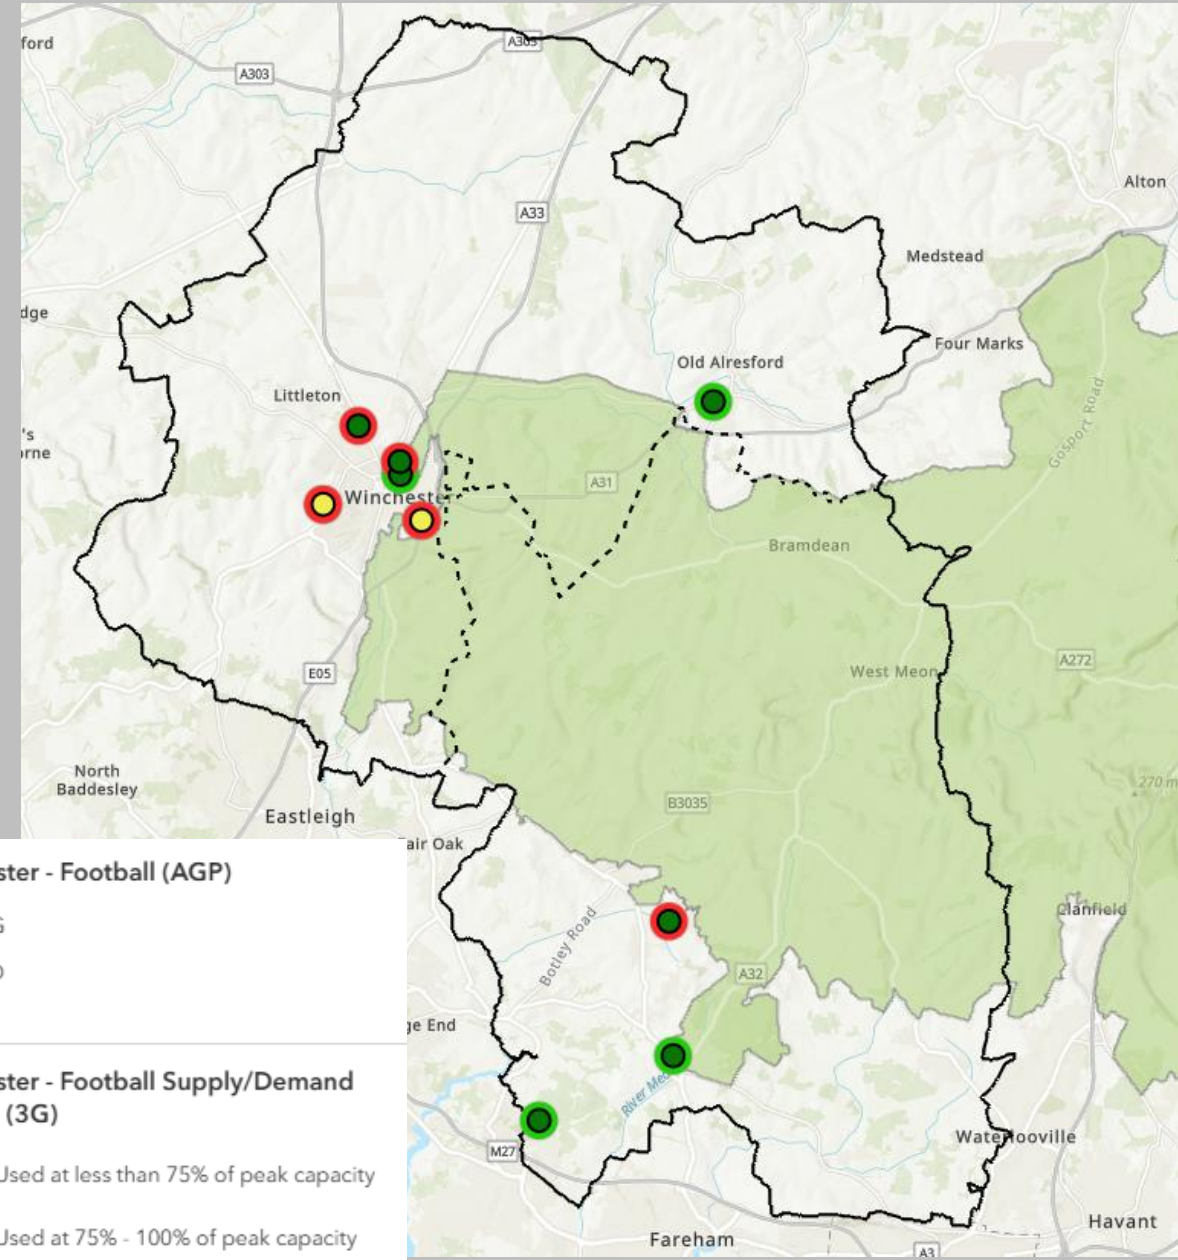 ford
A303
A303
Alton
A33
Medstead
dge
Four Marks
Old Alresford
Gosport Road
Littleton
's
rne
A31
Winchester
Bramdean
A272
West Meon
E05
North
Baddesley
270 m
B3035
Eastleigh
air Oak
ster - Football (AGP)
Clanfield
Botley Road
A32
ge End
ster - Football Supply/Demand
(3G)
River Meo
M27
Waterlooville
Used at less than 75% of peak capacity
Havant
Used at 75% - 100% of peak capacity
Fareham
A3